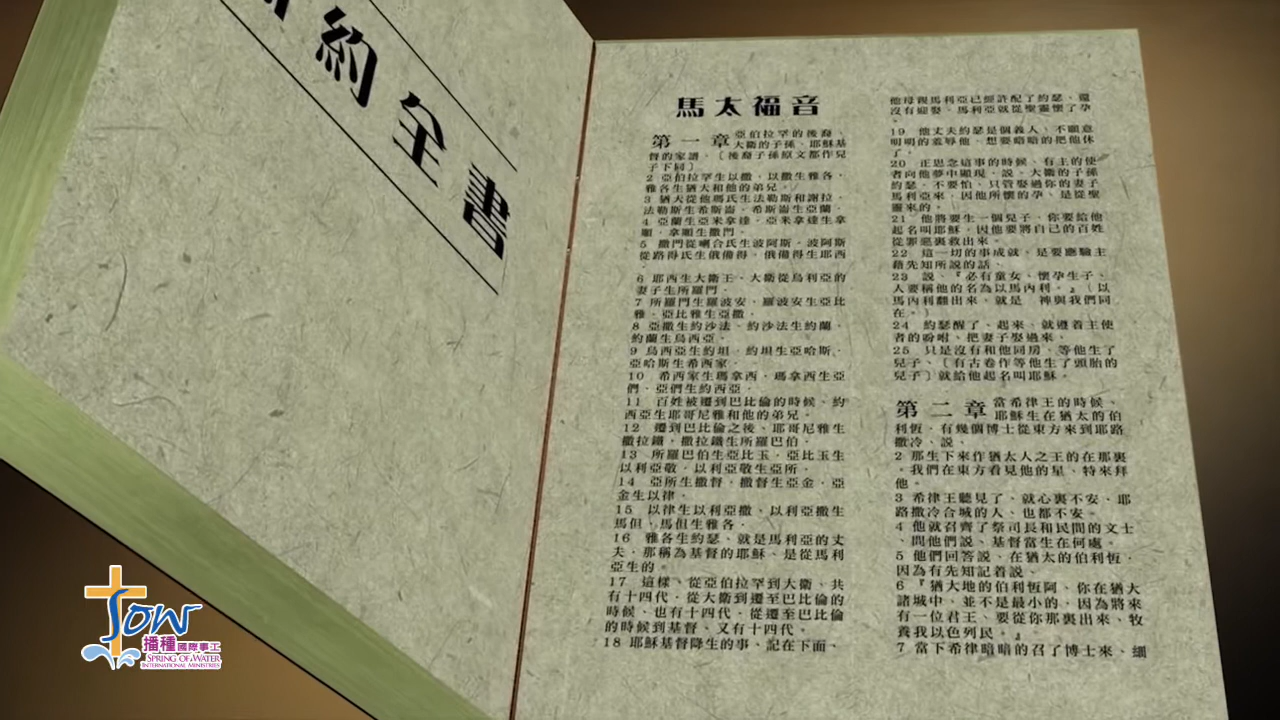 約全書
馬太福音
第一章 亞伯拉罕的後裔、
大衛的子孫、耶穌基
督的家譜．〔後裔子孫原文都作兒
子下同〕
2 亞伯拉罕生以撒．以撒生雅各．
雅各生猶大和他的弟兄．
3 猶大從他瑪氏生法勒斯和謝拉．
法勒斯生希斯崙．希斯崙生亞蘭．
4 亞蘭生亞米拿達．亞米拿達生拿
順．拿順生撒門．
5 撒門從喇合氏生波阿斯．波阿斯
從路得氏生俄備得．俄備得生耶西
．
6 耶西生大衛王．大衛從烏利亞的
妻子生所羅門．
7 所羅門生羅波安．羅波安生亞比
雅．亞比雅生亞撒．
8 亞撒生約沙法．約沙法生約蘭．
約蘭生烏西亞．
9 烏西亞生約坦．約坦生亞哈斯．
亞哈斯生希西家．
10 希西家生瑪拿西．瑪拿西生亞
們．亞們生約西亞．
11 百姓被遷到巴比倫的時候、約
西亞生耶哥尼雅和他的弟兄。
12 遷到巴比倫之後、耶哥尼雅生
撒拉鐵．撒拉鐵生所羅巴伯．
13 所羅巴伯生亞比玉．亞比玉生
以利亞敬．以利亞敬生亞所．
14 亞所生撒督．撒督生亞金．亞
金生以律．
15 以律生以利亞撒．以利亞撒生
馬但．馬但生雅各．
16 雅各生約瑟、就是馬利亞的丈
夫．那稱為基督的耶穌、是從馬利
亞生的。
17 這樣、從亞伯拉罕到大衛、共
有十四代．從大衛到遷至巴比倫的
時候、也有十四代．從遷至巴比倫
的時候到基督、又有十四代。
18 耶穌基督降生的事、記在下面、
他母親馬利亞已經許配了約瑟、還
沒有迎娶、馬利亞就從聖靈懷了孕
。
19 他丈夫約瑟是個義人、不願意
明明的羞辱他、想要暗暗的把他休
了。
20 正思念這事的時候、有主的使
者向他夢中顯現、說、大衛的子孫
約瑟、不要怕、只管娶過你的妻子
馬利亞來．因他所懷的孕、是從聖
靈來的。
21 他將要生一個兒子．你要給他
起名叫耶穌．因他要將自己的百姓
從罪惡裏救出來。
22 這一切的事成就、是要應驗主
藉先知所說的話、
23 說、『必有童女、懷孕生子、
人要稱他的名為以馬內利。』（以
馬內利翻出來、就是 神與我們同
在。）
24 約瑟醒了、起來、就遵着主使
者的吩咐、把妻子娶過來．
25 只是沒有和他同房、等他生了
兒子、〔有古卷作等他生了頭胎的
兒子〕就給他起名叫耶穌。
第二章 當希律王的時候、
耶穌生在猶太的伯
利恆．有幾個博士從東方來到耶路
撒冷、說、
2 那生下來作猶太人之王的在那裏
．我們在東方看見他的星、特來拜
他。
3 希律王聽見了、就心裏不安．耶
路撒冷合城的人、也都不安。
4 他就召齊了祭司長和民間的文士
、問他們說、基督當生在何處。
5 他們回答說、在猶太的伯利恆．
因為有先知記着說、
6 『猶大地的伯利恆阿、你在猶大
諸城中、並不是最小的．因為將來
有一位君王、要從你那裏出來、牧
養我以色列民。』
7 當下希律暗暗的召了博士來、細
SOW
播種國際事工
SPRING OF WATER
INTERNATIONAL MINISTRIES